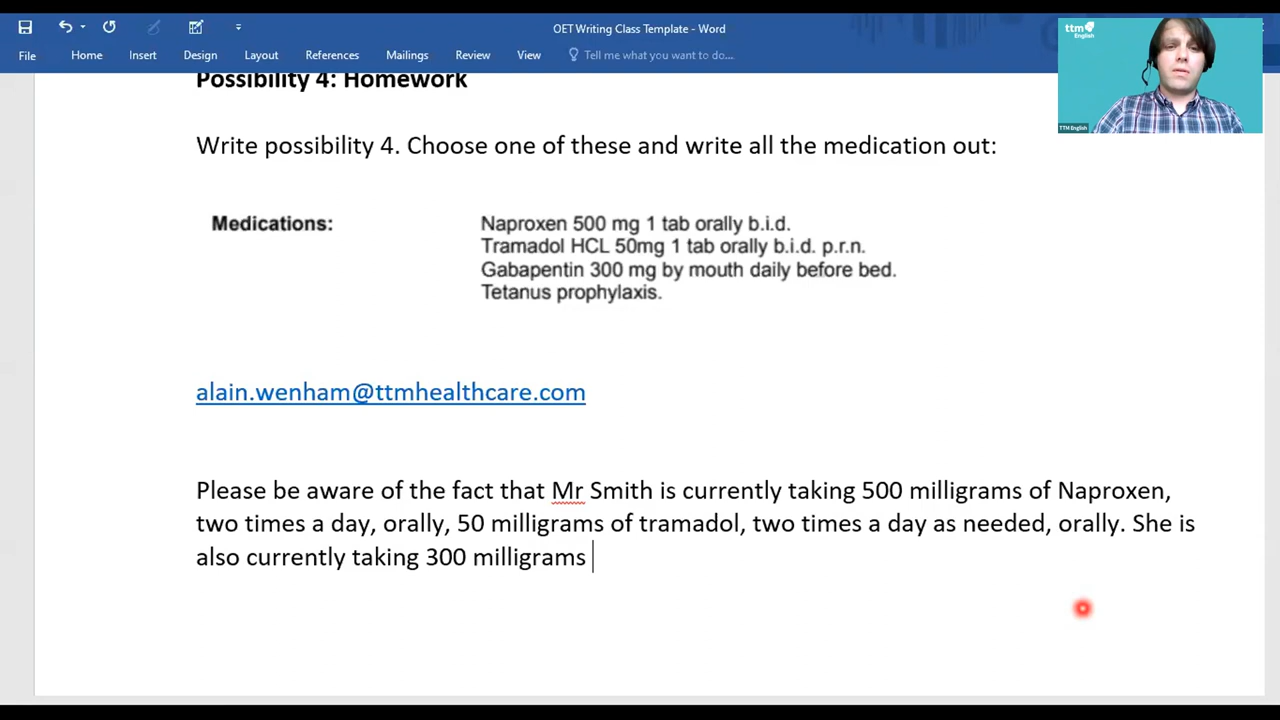 OET Writing Class Template - Word
File Home Insert Design Layout References Mailings Review View Tell me what you want to do...
ttm
English
TTM English
Possibility 4: Homework
Write possibility 4. Choose one of these and write all the medication out:
Medications: Naproxen 500 mg 1 tab orally b.i.d.
Tramadol HCL 50mg 1 tab orally b.i.d. p.r.n.
Gabapentin 300 mg by mouth daily before bed.
Tetanus prophylaxis.
alain.wenham@ttmhealthcare.com
Please be aware of the fact that Mr Smith is currently taking 500 milligrams of Naproxen,
two times a day, orally, 50 milligrams of tramadol, two times a day as needed, orally. She is
also currently taking 300 milligrams